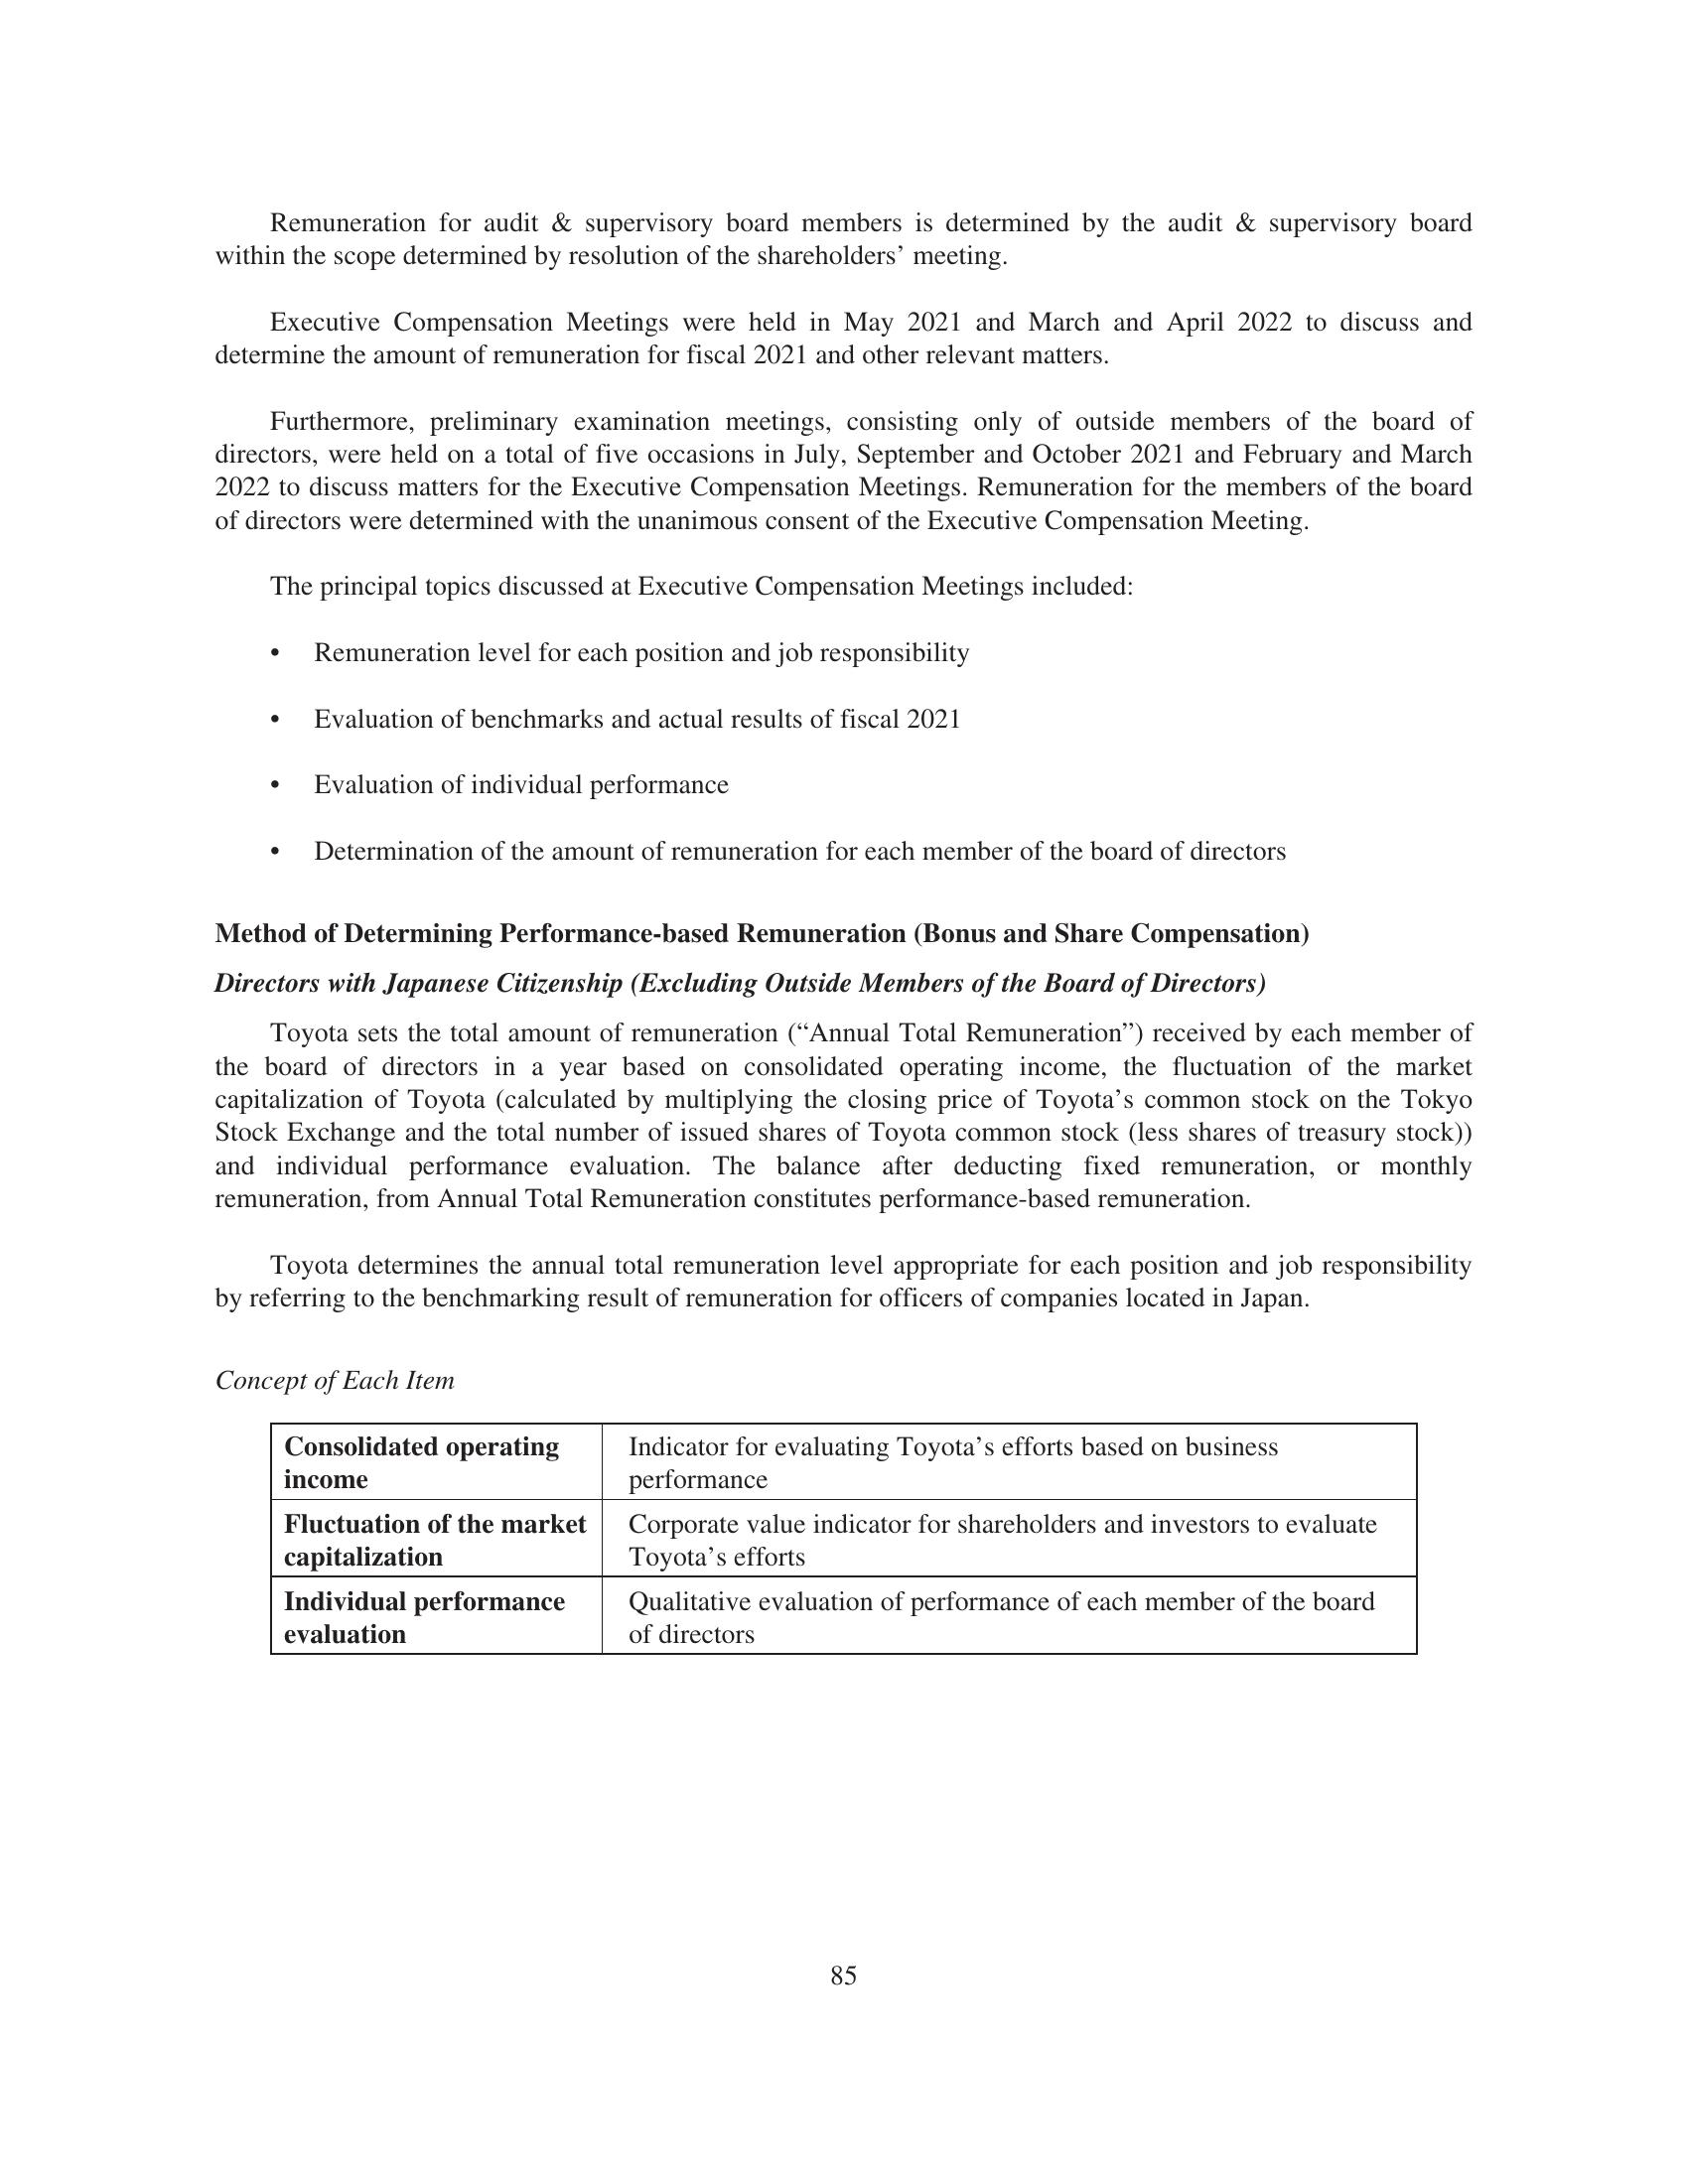 Remuneration for audit & supervisory board members is determined by the audit & supervisory board
within the scope determined by resolution of the shareholders’ meeting.
Executive Compensation Meetings were held in May 2021 and March and April 2022 to discuss and
determine the amount of remuneration for fiscal 2021 and other relevant matters.
Furthermore, preliminary examination meetings, consisting only of outside members of the board of
directors, were held on a total of five occasions in July, September and October 2021 and February and March
2022 to discuss matters for the Executive Compensation Meetings. Remuneration for the members of the board
of directors were determined with the unanimous consent of the Executive Compensation Meeting.
The principal topics discussed at Executive Compensation Meetings included:
• Remuneration level for each position and job responsibility
• Evaluation of benchmarks and actual results of fiscal 2021
• Evaluation of individual performance
• Determination of the amount of remuneration for each member of the board of directors
Method of Determining Performance-based Remuneration (Bonus and Share Compensation)
Directors with Japanese Citizenship (Excluding Outside Members of the Board of Directors)
Toyota sets the total amount of remuneration (“Annual Total Remuneration”) received by each member of
the board of directors in a year based on consolidated operating income, the fluctuation of the market
capitalization of Toyota (calculated by multiplying the closing price of Toyota’s common stock on the Tokyo
Stock Exchange and the total number of issued shares of Toyota common stock (less shares of treasury stock))
and individual performance evaluation. The balance after deducting fixed remuneration, or monthly
remuneration, from Annual Total Remuneration constitutes performance-based remuneration.
Toyota determines the annual total remuneration level appropriate for each position and job responsibility
by referring to the benchmarking result of remuneration for officers of companies located in Japan.
Concept of Each Item
Consolidated operating
income
Indicator for evaluating Toyota’s efforts based on business
performance
Fluctuation of the market
capitalization
Corporate value indicator for shareholders and investors to evaluate
Toyota’s efforts
Individual performance
evaluation
Qualitative evaluation of performance of each member of the board
of directors
85